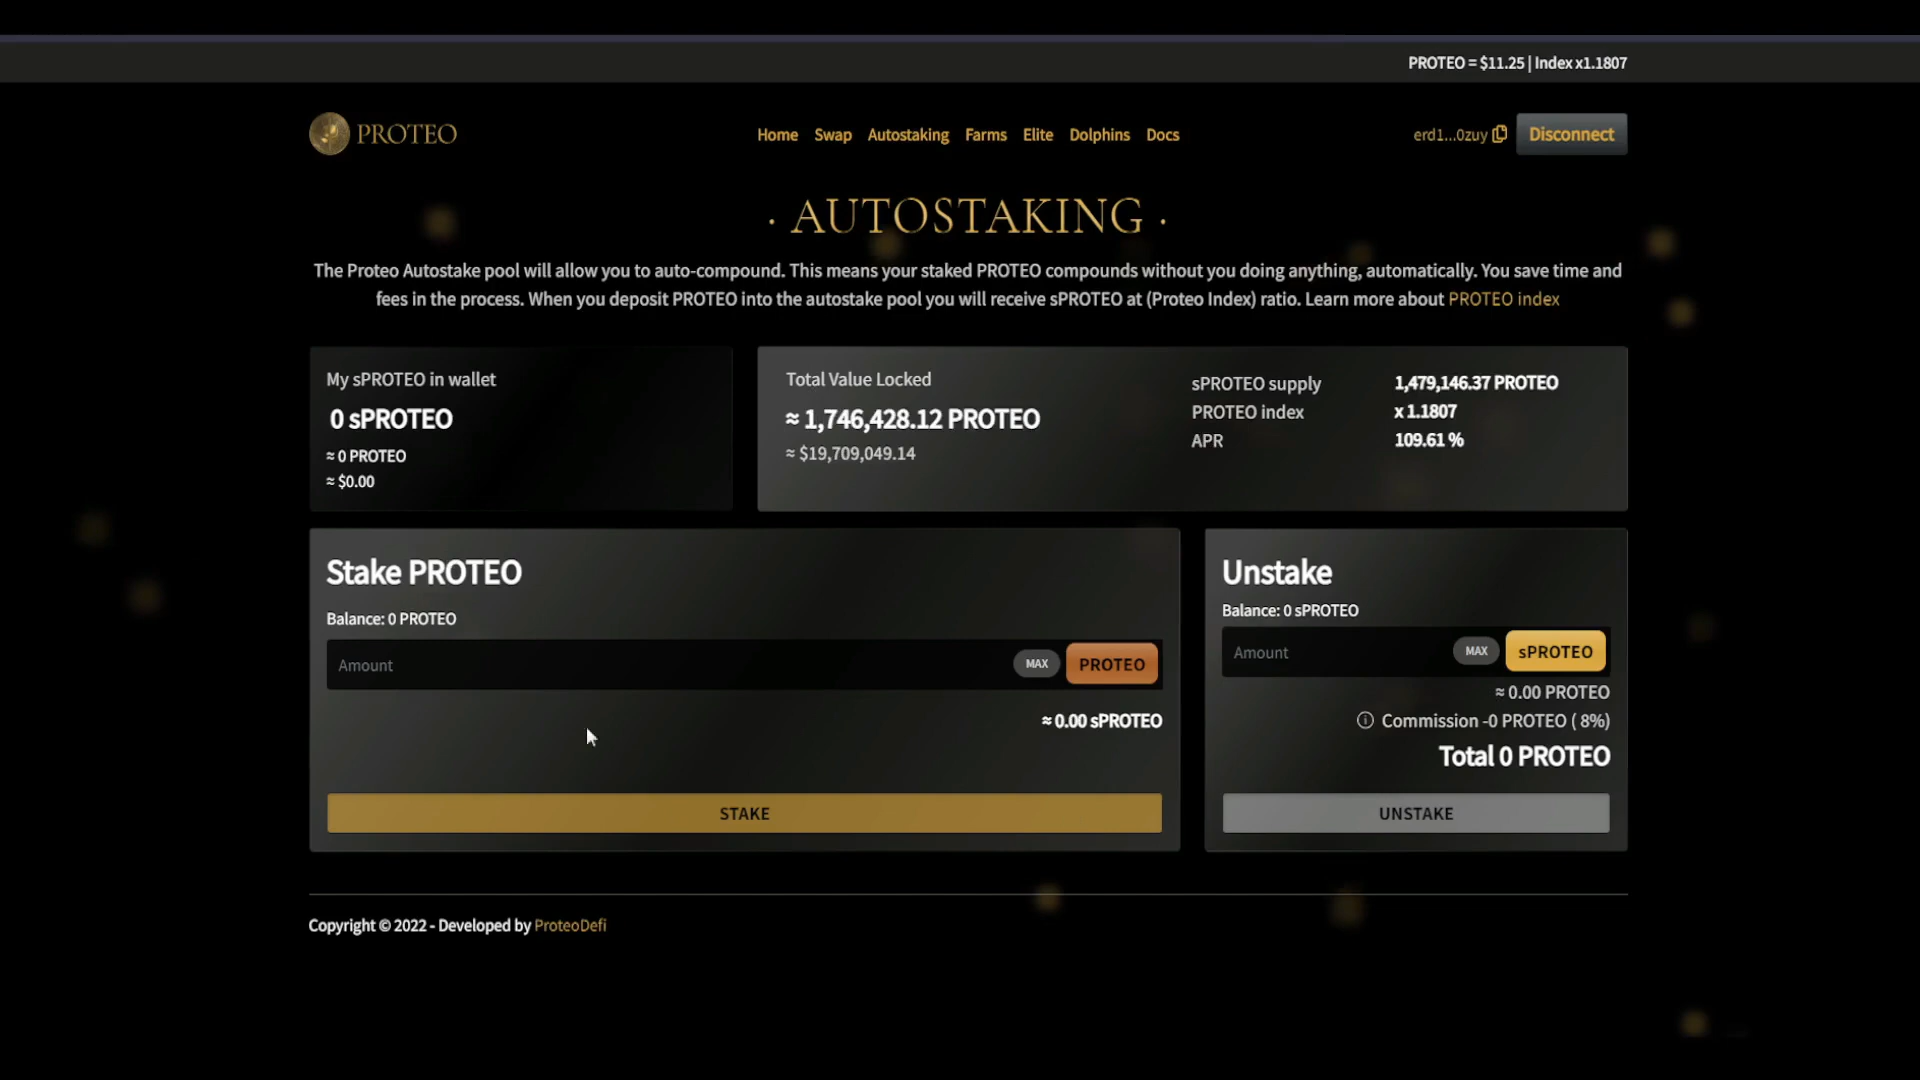 PROTEO = $11.25 | Index x1.1807
PROTEO
Home Swap Autostaking Farms Elite Dolphins Docs
erd1...0zuy
Disconnect
· AUTOSTAKING ·
The Proteo Autostake pool will allow you to auto-compound. This means your staked PROTEO compounds without you doing anything, automatically. You save time and
fees in the process. When you deposit PROTEO into the autostake pool you will receive sPROTEO at (Proteo Index) ratio. Learn more about PROTEO index
My sPROTEO in wallet
0 sPROTEO
≈ 0 PROTEO
≈ $0.00
Total Value Locked
≈ 1,746,428.12 PROTEO
≈ $19,709,049.14
sPROTEO supply 1,479,146.37 PROTEO
PROTEO index x 1.1807
APR 109.61 %
Stake PROTEO
Balance: 0 PROTEO
Amount MAX PROTEO
≈ 0.00 sPROTEO
STAKE
Unstake
Balance: 0 sPROTEO
Amount MAX sPROTEO
≈ 0.00 PROTEO
Commission -0 PROTEO ( 8%)
Total 0 PROTEO
UNSTAKE
Copyright © 2022 - Developed by ProteoDefi